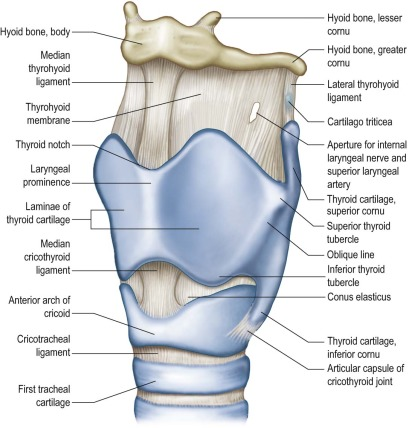 Hyoid bone, body
Median
thyrohyoid
ligament
Thyrohyoid
membrane
Thyroid notch
Laryngeal
prominence
Laminae of
thyroid cartilage
Median
cricothyroid
ligament
Anterior arch of
cricoid
Cricotracheal
ligament
First tracheal
cartilage
Hyoid bone, lesser
cornu
Hyoid bone, greater
cornu
Lateral thyrohyoid
ligament
Cartilago triticea
Aperture for internal
laryngeal nerve and
superior laryngeal
artery
Thyroid cartilage,
superior cornu
Superior thyroid
tubercle
Oblique line
Inferior thyroid
tubercle
Conus elasticus
Thyroid cartilage,
inferior cornu
Articular capsule of
cricothyroid joint